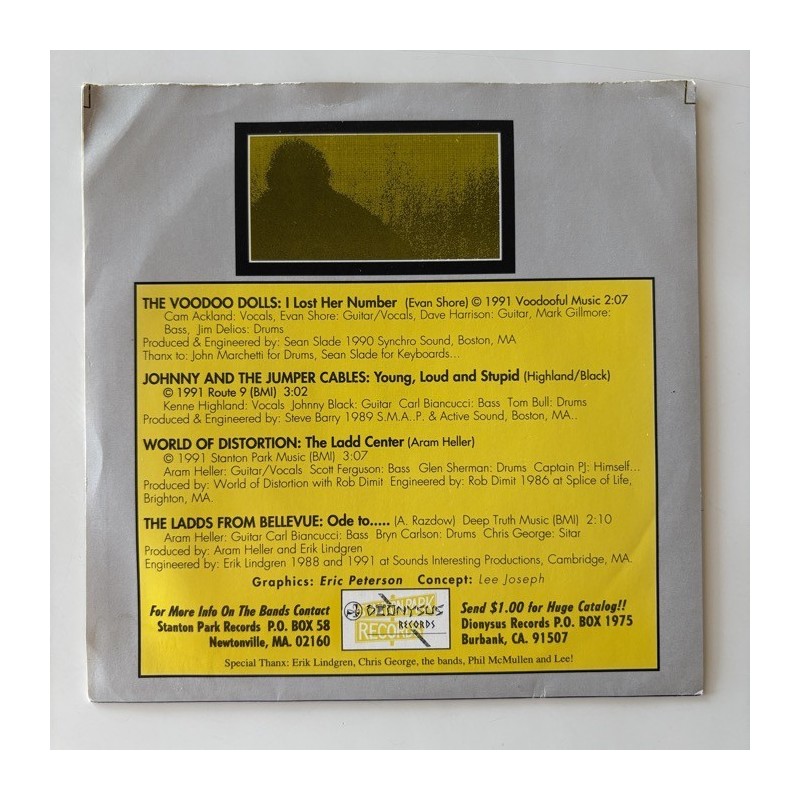 THE VOODOO DOLLS: I Lost Her Number (Evan Shore) © 1991 Voodooful Music 2:07
Cam Ackland: Vocals, Evan Shore: Guitar/Vocals, Dave Harrison: Guitar, Mark Gillmore:
Bass, Jim Delios: Drums
Produced & Engineered by: Sean Slade 1990 Synchro Sound, Boston, MA
Thanx to: John Marchetti for Drums, Sean Slade for Keyboards...
JOHNNY AND THE JUMPER CABLES: Young, Loud and Stupid (Highland/Black)
© 1991 Route 9 (BMI) 3:02
Kenne Highland: Vocals Johnny Black: Guitar Carl Biancucci: Bass Tom Bull: Drums
Produced & Engineered by: Steve Barry 1989 S.M.A..P. & Active Sound, Boston, MA..
WORLD OF DISTORTION: The Ladd Center (Aram Heller)
© 1991 Stanton Park Music (BMI) 3:07
Aram Heller: Guitar/Vocals Scott Ferguson: Bass Glen Sherman: Drums Captain PJ: Himself...
Produced by: World of Distortion with Rob Dimit Engineered by: Rob Dimit 1986 at Splice of Life,
Brighton, MA.
THE LADDS FROM BELLEVUE: Ode to..... (A. Razdow) Deep Truth Music (BMI) 2:10
Aram Heller: Guitar Carl Biancucci: Bass Bryn Carlson: Drums Chris George: Sitar
Produced by: Aram Heller and Erik Lindgren
Engineered by: Erik Lindgren 1988 and 1991 at Sounds Interesting Productions, Cambridge, MA.
Graphics: Eric Peterson Concept: Lee Joseph
For More Info On The Bands Contact
Stanton Park Records P.O. BOX 58
Newtonville, MA. 02160
PARK
RECORDS
DIONYSUS
RECORDS
Send $1.00 for Huge Catalog!!
Dionysus Records P.O. BOX 1975
Burbank, CA. 91507
Special Thanx: Erik Lindgren, Chris George, the bands, Phil McMullen and Lee!